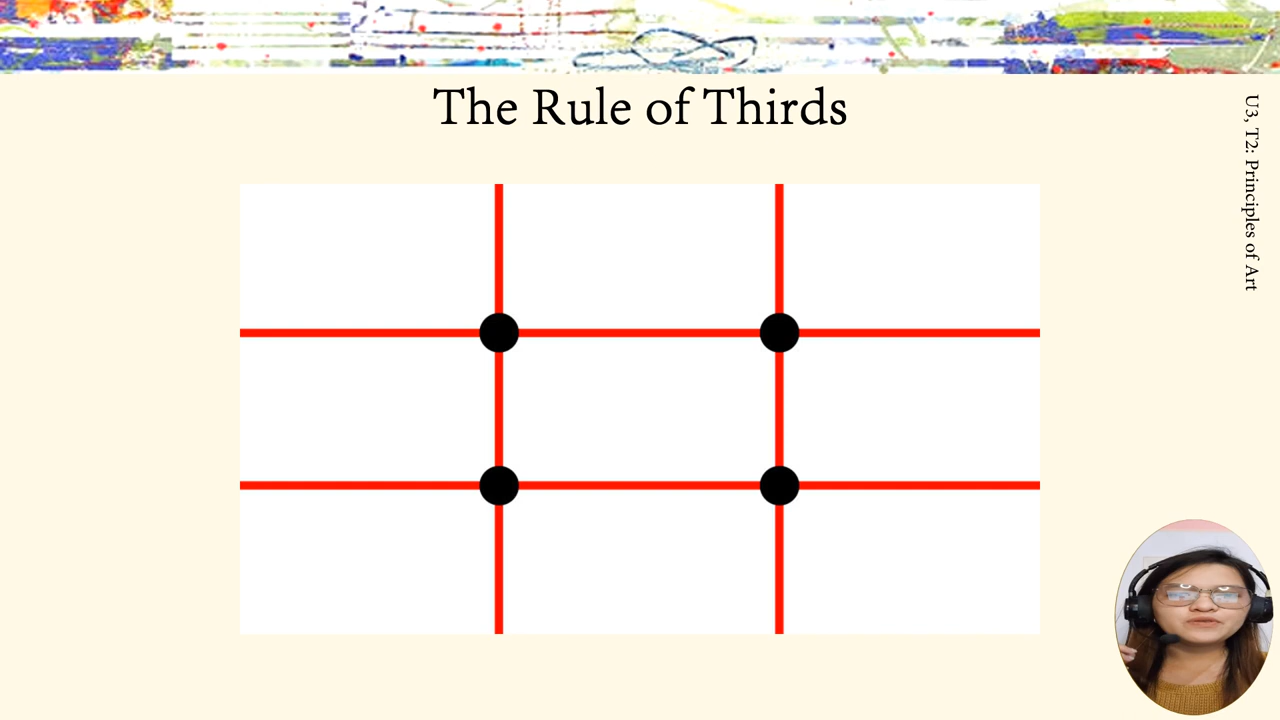 The Rule of Thirds
U3, T2: Principles of Art